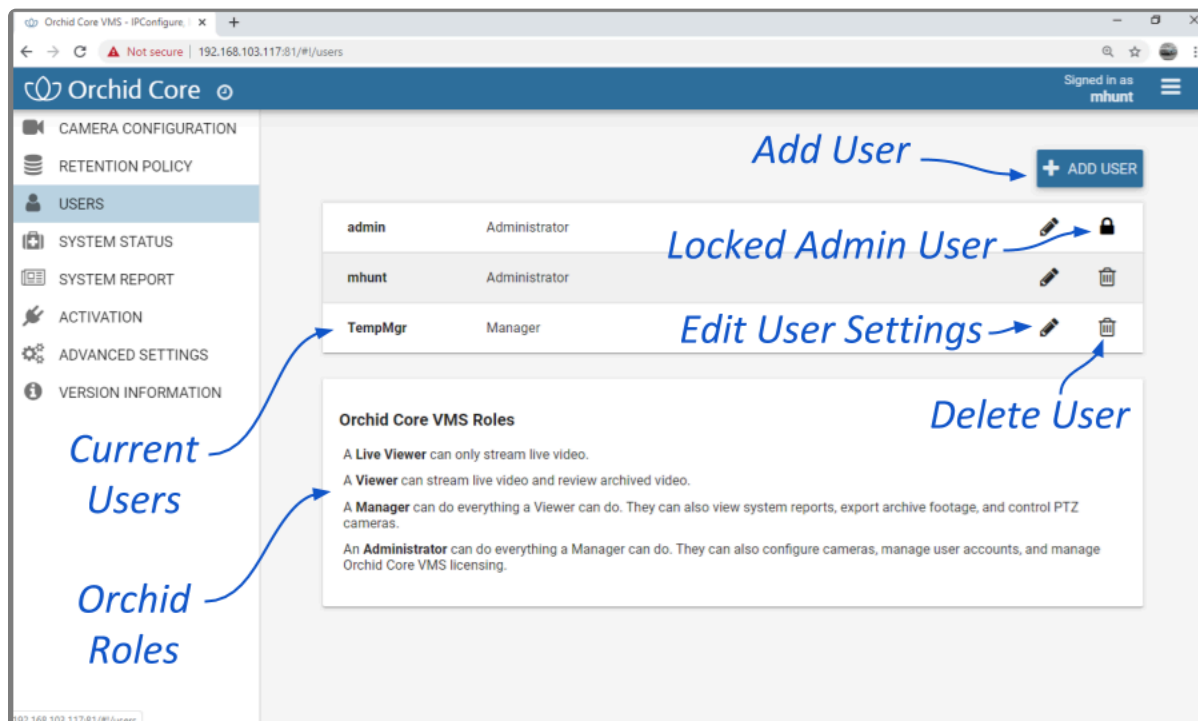 Orchid Core VMS - IPConfigure,
Not secure | 192.168.103.117:81/#!/users
Orchid Core
Signed in as
mhunt
CAMERA CONFIGURATION
RETENTION POLICY
USERS
SYSTEM STATUS
SYSTEM REPORT
ACTIVATION
ADVANCED SETTINGS
VERSION INFORMATION
Add User
ADD USER
admin Administrator
Locked Admin User
mhunt Administrator
TempMgr Manager
Edit User Settings
Delete User
Current
Users
Orchid Core VMS Roles
A Live Viewer can only stream live video.
A Viewer can stream live video and review archived video.
A Manager can do everything a Viewer can do. They can also view system reports, export archive footage, and control PTZ
cameras.
An Administrator can do everything a Manager can do. They can also configure cameras, manage user accounts, and manage
Orchid Core VMS licensing.
Orchid
Roles
192.168.103.117:81/#!/users